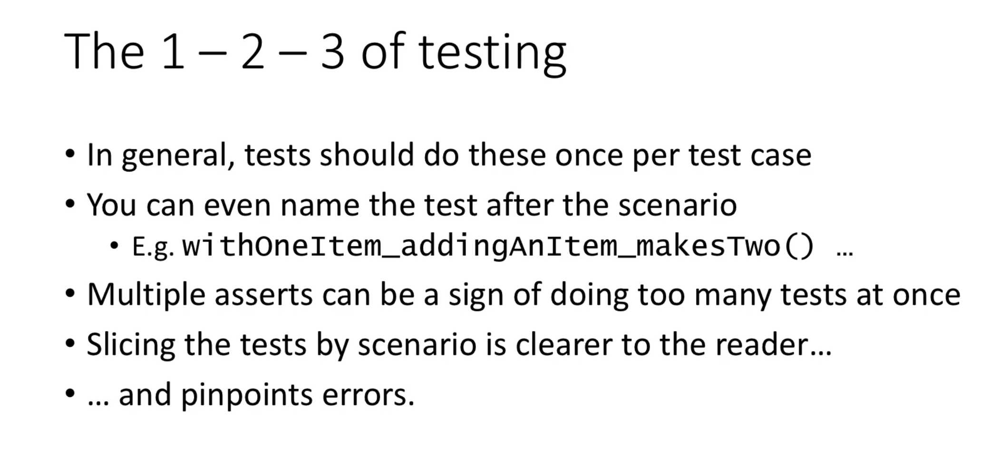 The 1 – 2 – 3 of testing
• In general, tests should do these once per test case
• You can even name the test after the scenario
• E.g. withOneItem_addingAnItem_makesTwo() …
• Multiple asserts can be a sign of doing too many tests at once
• Slicing the tests by scenario is clearer to the reader…
• … and pinpoints errors.